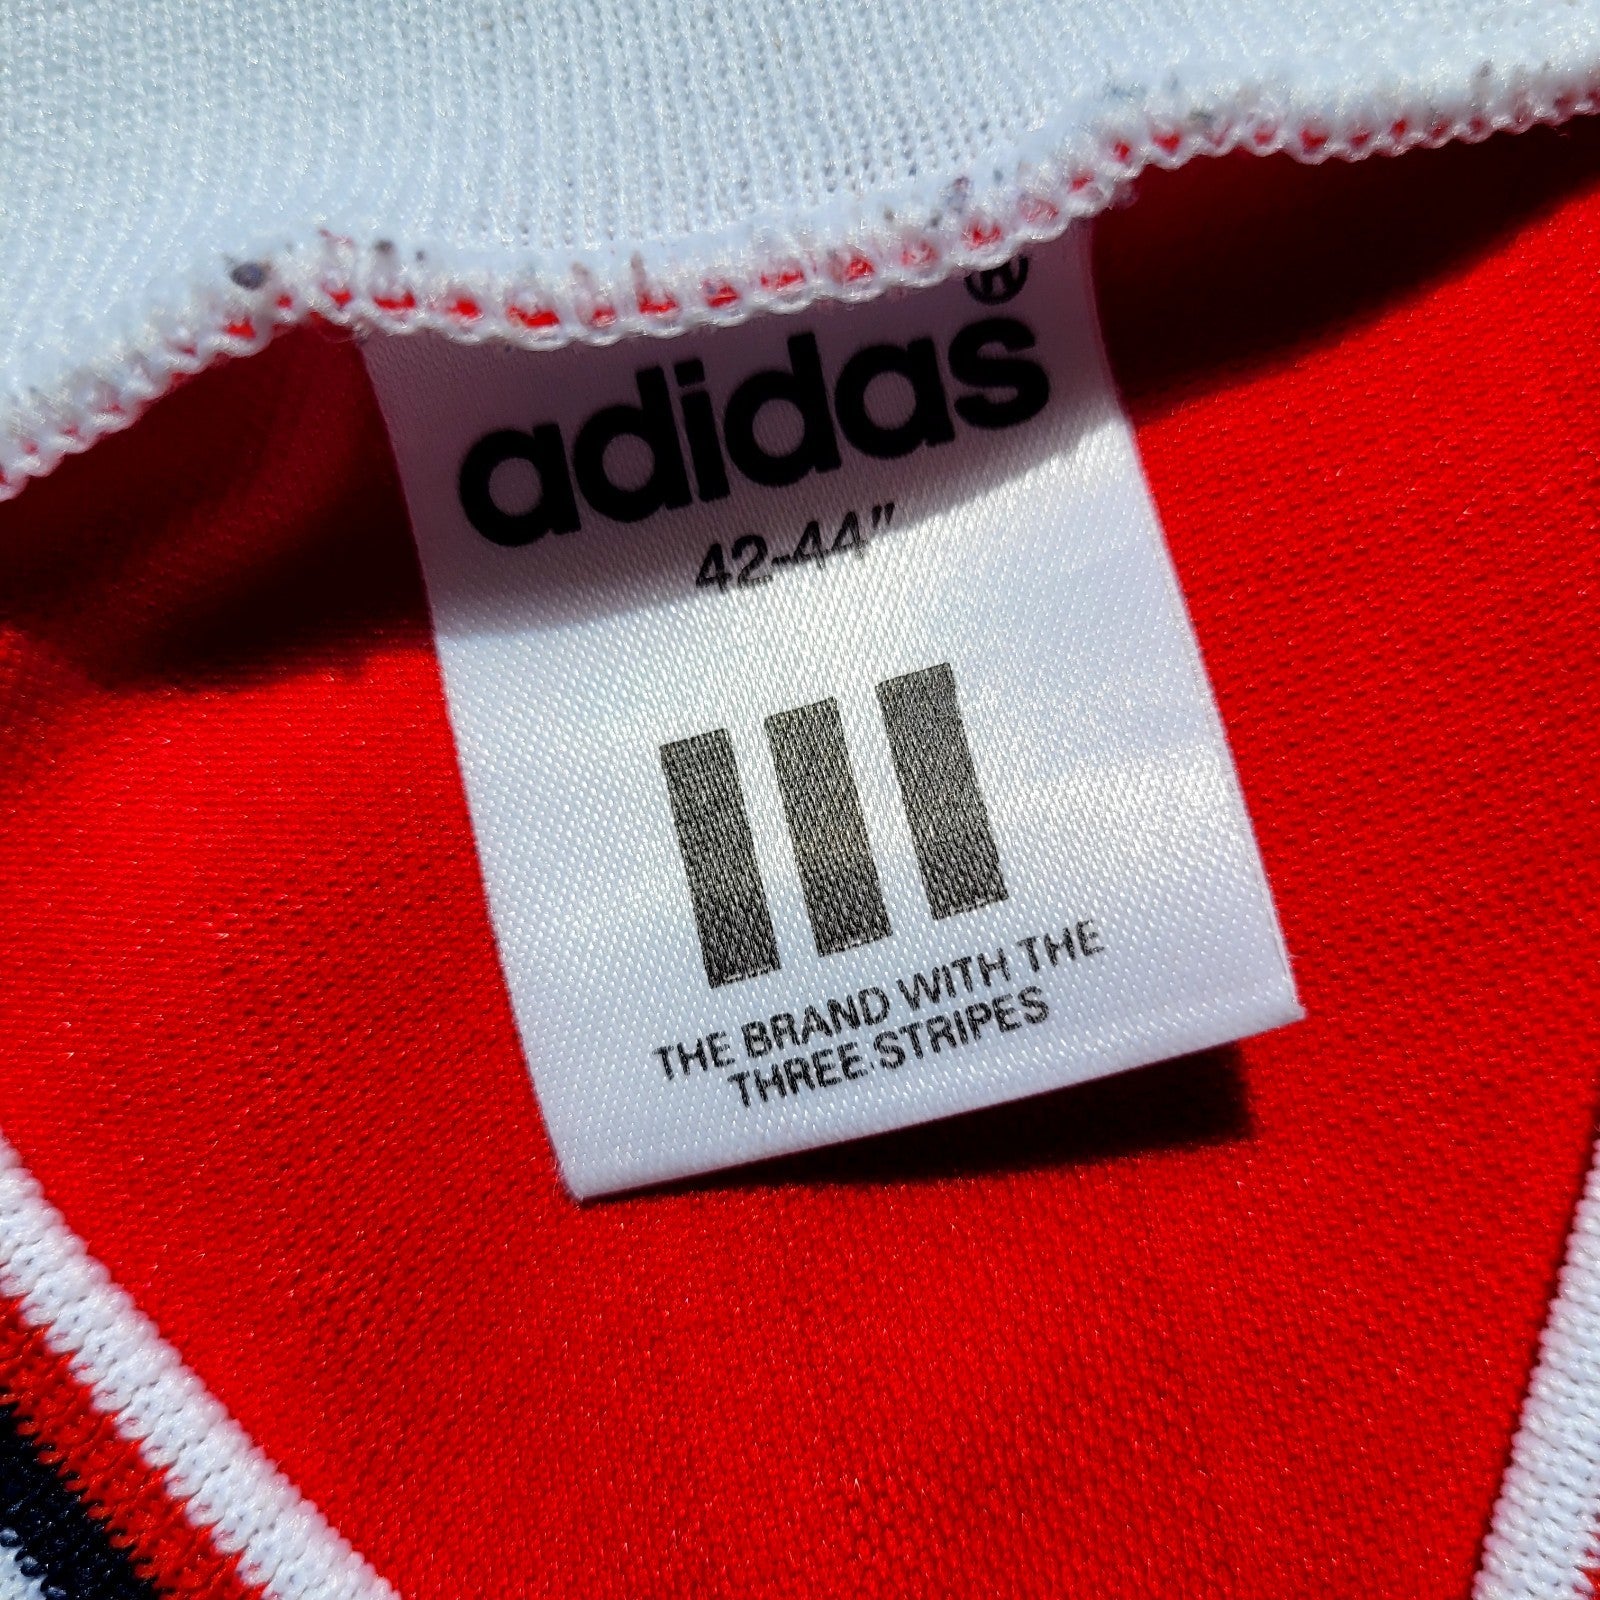 ®
adidas
42-44"
THE BRAND WITH THE
THREE STRIPES